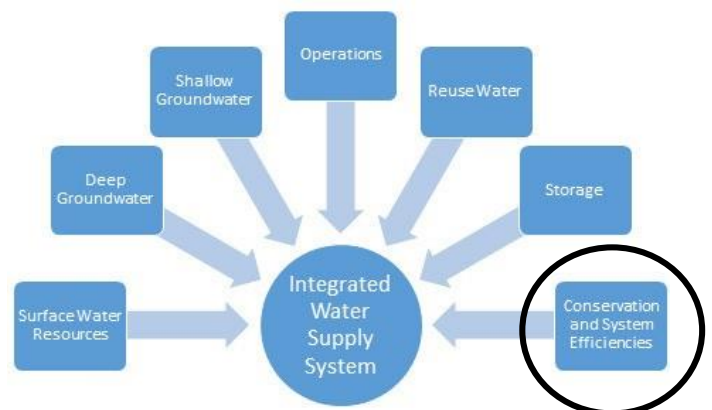 Operations
Shallow
Groundwater
Reuse Water
Deep
Groundwater
Storage
Surface Water
Resources
Integrated
Water
Supply
System
Conservation
and System
Efficiencies